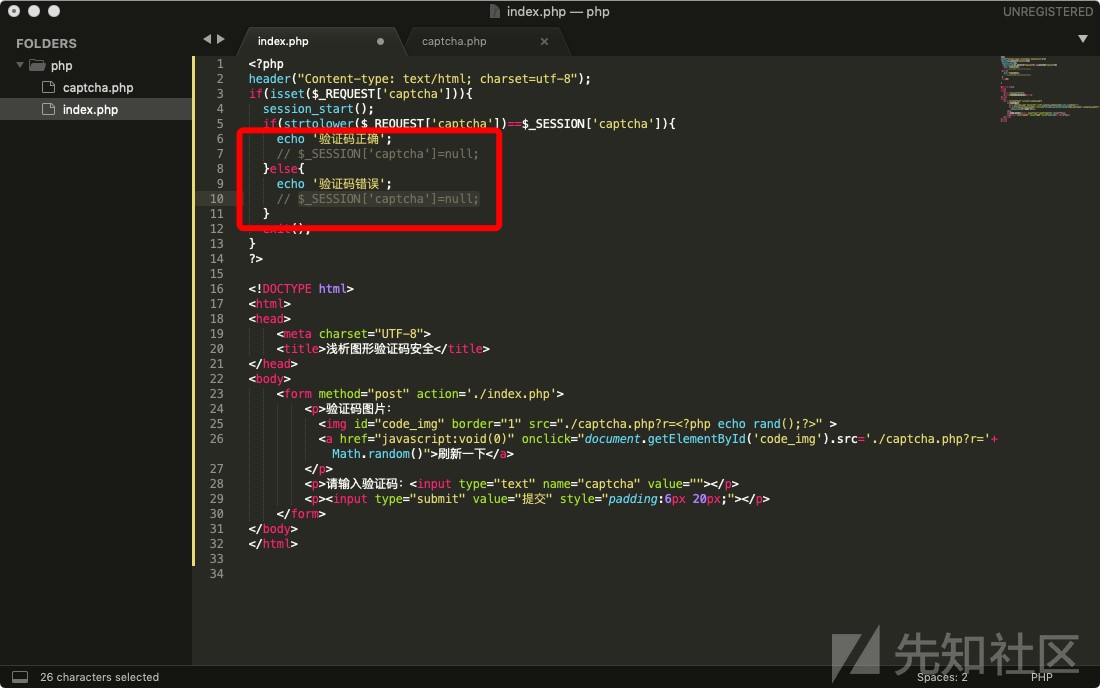 index.php — php
UNREGISTERED
FOLDERS
php
captcha.php
index.php
index.php
captcha.php
1 <?php
2 header("Content-type: text/html; charset=utf-8");
3 if(isset($_REQUEST['captcha'])){
4 session_start();
5 if(strtolower($_REQUEST['captcha'])==$_SESSION['captcha']){
6 echo '验证码正确';
7 // $_SESSION['captcha']=null;
8 }else{
9 echo '验证码错误';
10 // $_SESSION['captcha']=null;
11 }
12 exit();
13 }
14 ?>
15
16 <!DOCTYPE html>
17 <html>
18 <head>
19 <meta charset="UTF-8">
20 <title>浅析图形验证码安全</title>
21 </head>
22 <body>
23 <form method="post" action='./index.php'>
24 <p>验证码图片：
25 <img id="code_img" border="1" src="./captcha.php?r=<?php echo rand();?>" >
26 <a href="javascript:void(0)" onclick="document.getElementById('code_img').src='./captcha.php?r='+
Math.random()">刷新一下</a>
27 </p>
28 <p>请输入验证码：<input type="text" name="captcha" value=""></p>
29 <p><input type="submit" value="提交" style="padding:6px 20px;"></p>
30 </form>
31 </body>
32 </html>
33
34
先知社区
26 characters selected
Spaces: 2
PHP